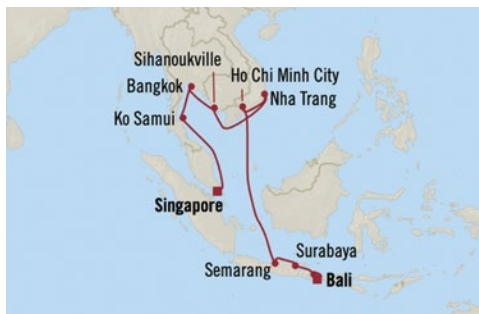 Sihanoukville
Ho Chi Minh City
Bangkok
Nha Trang
Ko Samui
Singapore
Surabaya
Semarang
Bali